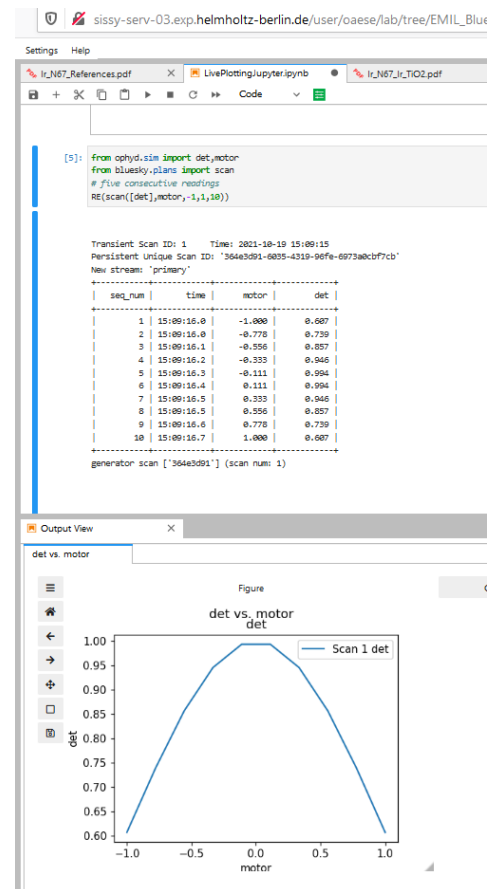 sissy-serv-03.exp.helmholtz-berlin.de/user/oaese/lab/tree/EMIL_Blue
Settings Help
Ir_N67_References.pdf LivePlottingJupyter.ipynb Ir_N67_Ir_TiO2.pdf
Code
[5]: from ophyd.sim import det,motor
from bluesky.plans import scan
# five consecutive readings
RE(scan([det],motor,-1,1,10))
Transient Scan ID: 1 Time: 2021-10-19 15:09:15
Persistent Unique Scan ID: '364e3d91-6035-4319-96fe-6973a0cbf7cb'
New stream: 'primary'
+-----------+------------+------------+------------+
| seq_num | time | motor | det |
+-----------+------------+------------+------------+
| 1 | 15:09:16.0 | -1.000 | 0.607 |
| 2 | 15:09:16.0 | -0.778 | 0.739 |
| 3 | 15:09:16.1 | -0.556 | 0.857 |
| 4 | 15:09:16.2 | -0.333 | 0.946 |
| 5 | 15:09:16.3 | -0.111 | 0.994 |
| 6 | 15:09:16.4 | 0.111 | 0.994 |
| 7 | 15:09:16.5 | 0.333 | 0.946 |
| 8 | 15:09:16.5 | 0.556 | 0.857 |
| 9 | 15:09:16.6 | 0.778 | 0.739 |
| 10 | 15:09:16.7 | 1.000 | 0.607 |
+-----------+------------+------------+------------+
generator scan ['364e3d91'] (scan num: 1)
Output View
det vs. motor
Figure
det vs. motor
det
Scan 1 det
1.00
0.95
0.90
0.85
0.80
0.75
0.70
0.65
0.60
det
−1.0 −0.5 0.0 0.5 1.0
motor